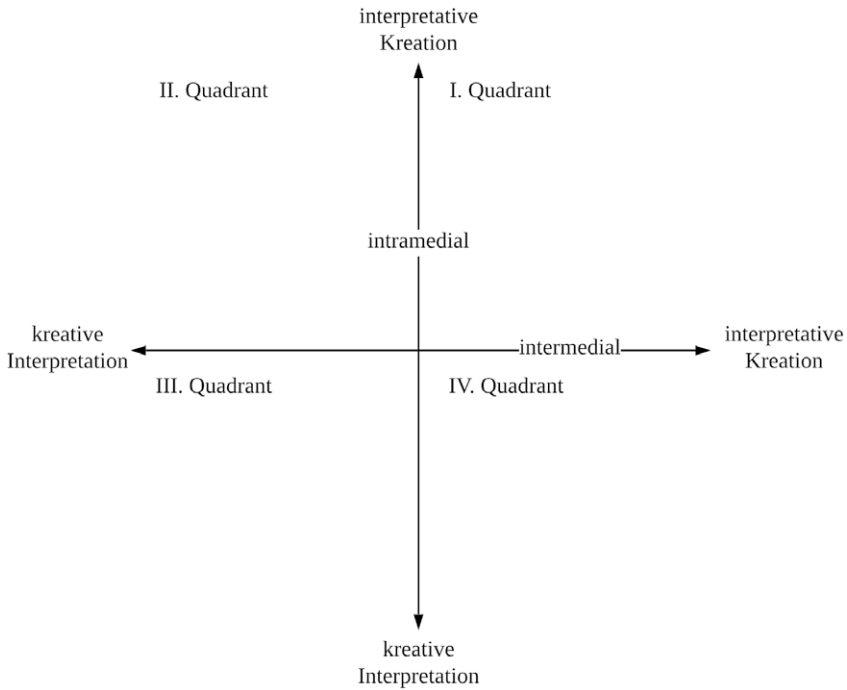 interpretative
Kreation
II. Quadrant
I. Quadrant
intramedial
kreative
Interpretation
intermedial
interpretative
Kreation
III. Quadrant
IV. Quadrant
kreative
Interpretation